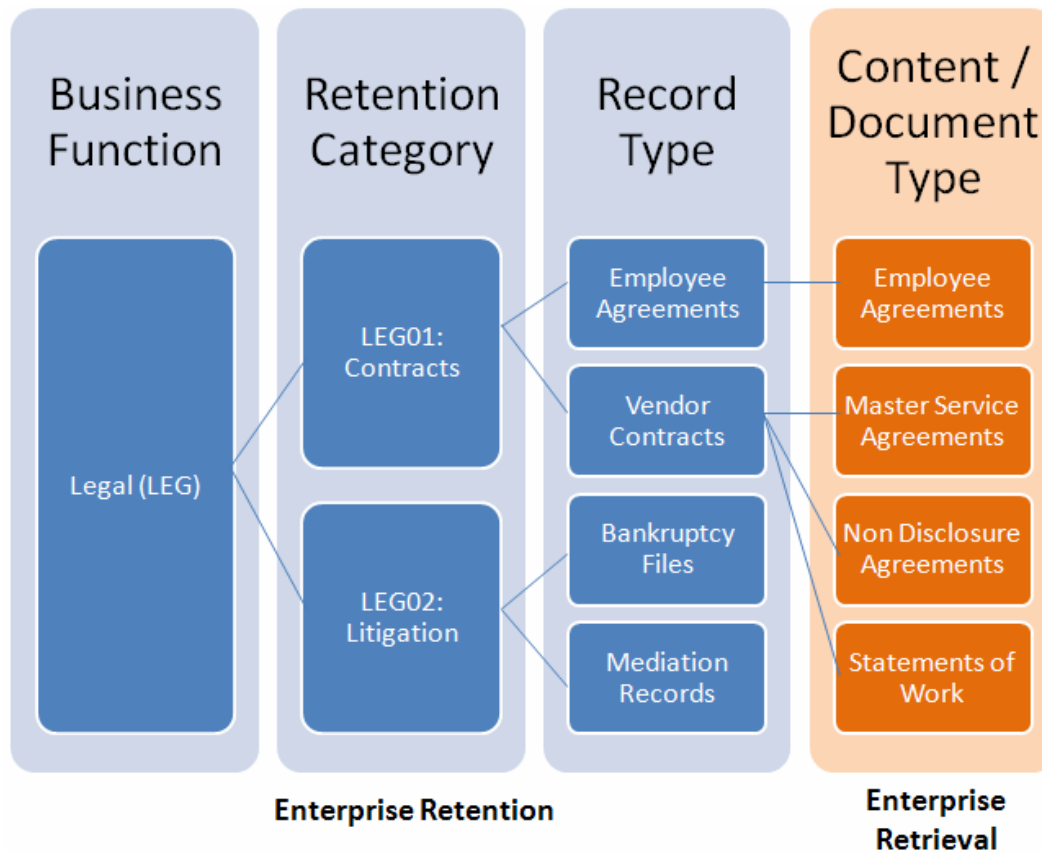 Business
Function
Retention
Category
Record
Type
Content /
Document
Type
Legal (LEG)
LEG01:
Contracts
LEG02:
Litigation
Employee
Agreements
Vendor
Contracts
Bankruptcy
Files
Mediation
Records
Employee
Agreements
Master Service
Agreements
Non Disclosure
Agreements
Statements of
Work
Enterprise Retention
Enterprise
Retrieval